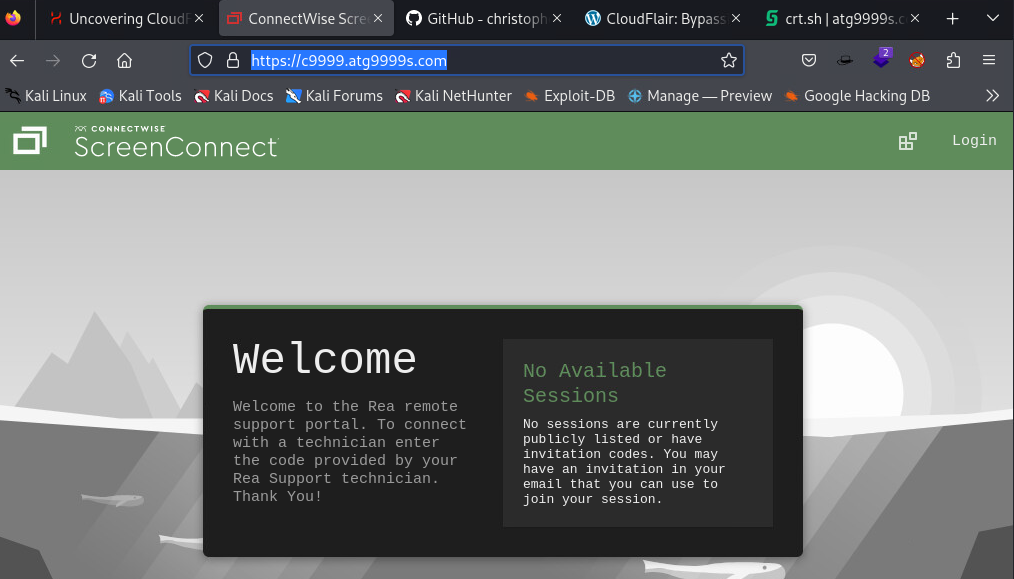 Uncovering CloudF
ConnectWise Scre
GitHub - christoph
CloudFlair: Bypass
crt.sh | atg9999s.c
https://c9999.atg9999s.com
2
Kali Linux
Kali Tools
Kali Docs
Kali Forums
Kali NetHunter
Exploit-DB
Manage — Preview
Google Hacking DB
CONNECTWISE
ScreenConnect
Login
Welcome
Welcome to the Rea remote
support portal. To connect
with a technician enter
the code provided by your
Rea Support technician.
Thank You!
No Available
Sessions
No sessions are currently
publicly listed or have
invitation codes. You may
have an invitation in your
email that you can use to
join your session.